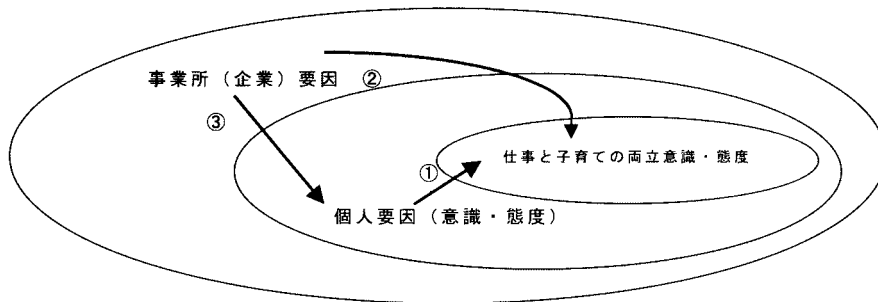 事業所（企業）要因 ②
③
仕事と子育ての両立意識・態度
①
個人要因（意識・態度）